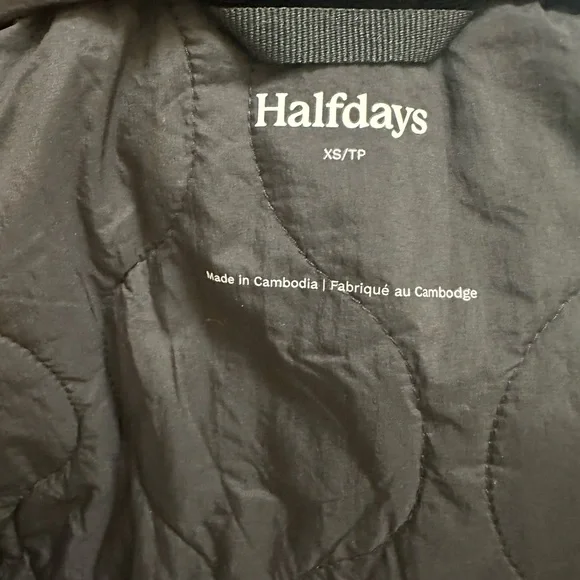 Halfdays
XS/TP
Made in Cambodia | Fabriqué au Cambodge